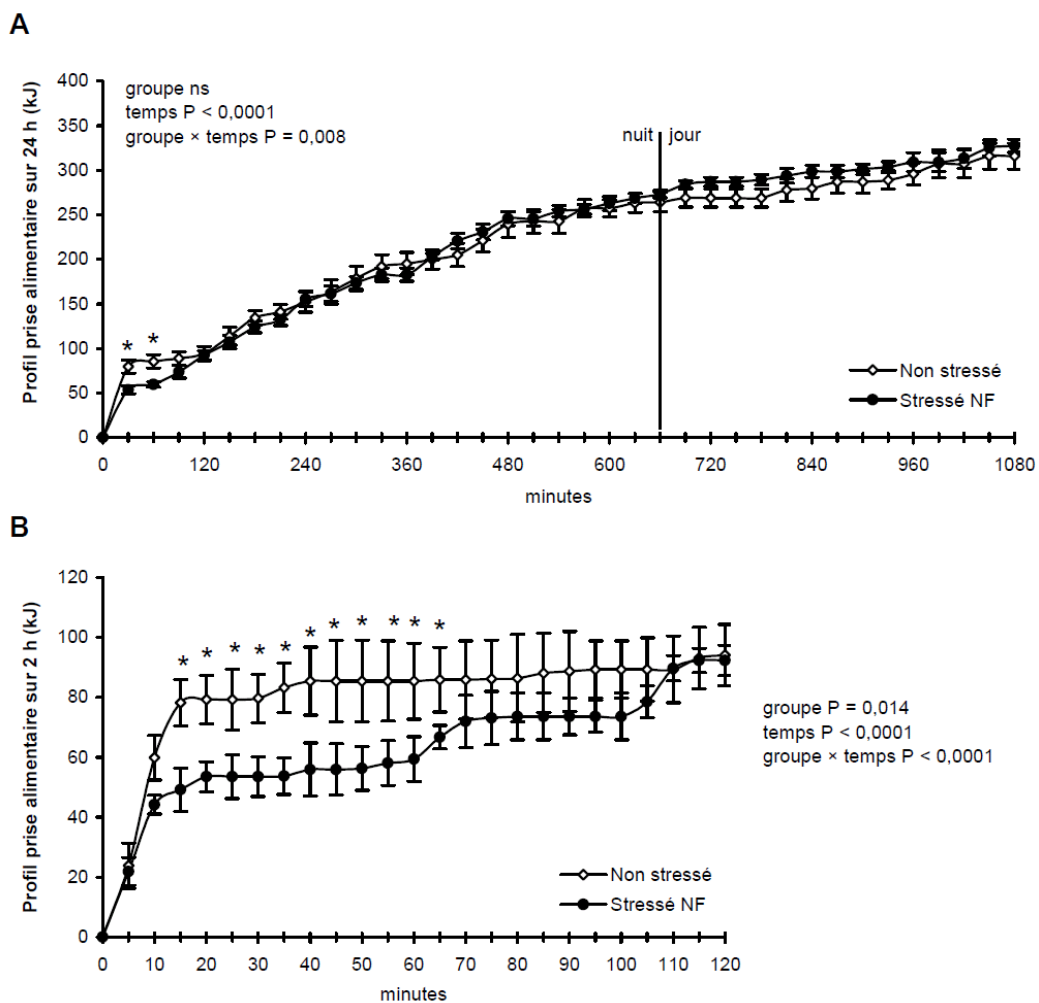 A
Profil prise alimentaire sur 24 h (kJ)
400
350
300
250
200
150
100
50
0
groupe ns
temps P < 0,0001
groupe × temps P = 0,008
nuit jour
* *
Non stressé
Stressé NF
0 120 240 360 480 600 720 840 960 1080
minutes
B
Profil prise alimentaire sur 2 h (kJ)
120
100
80
60
40
20
0
* * * * * * * * * * *
groupe P = 0,014
temps P < 0,0001
groupe × temps P < 0,0001
Non stressé
Stressé NF
0 10 20 30 40 50 60 70 80 90 100 110 120
minutes